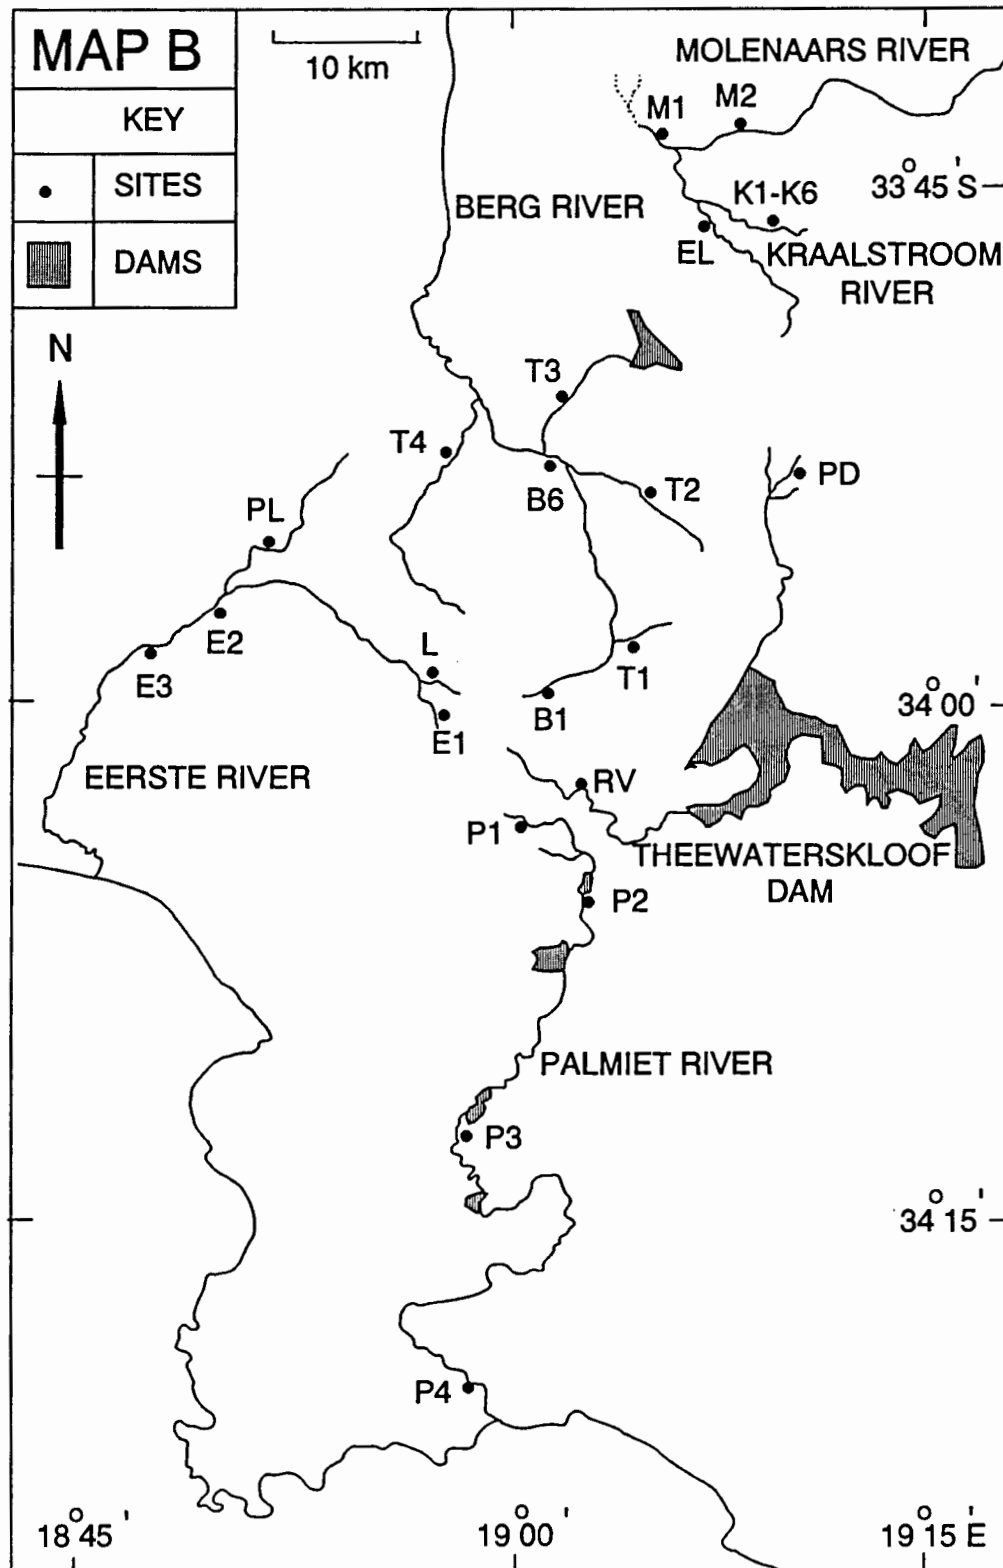 MAP B
KEY
SITES
DAMS
10 km
N
MOLENAARS RIVER
M1
M2
33° 45' S
BERG RIVER
K1-K6
EL
KRAALSTROOM
RIVER
T3
T4
B6
T2
PD
PL
E2
E3
L
E1
T1
B1
34° 00'
EERSTE RIVER
RV
P1
THEEWATERSKLOOF
DAM
P2
PALMIET RIVER
P3
34° 15'
P4
18° 45'
19° 00'
19° 15' E